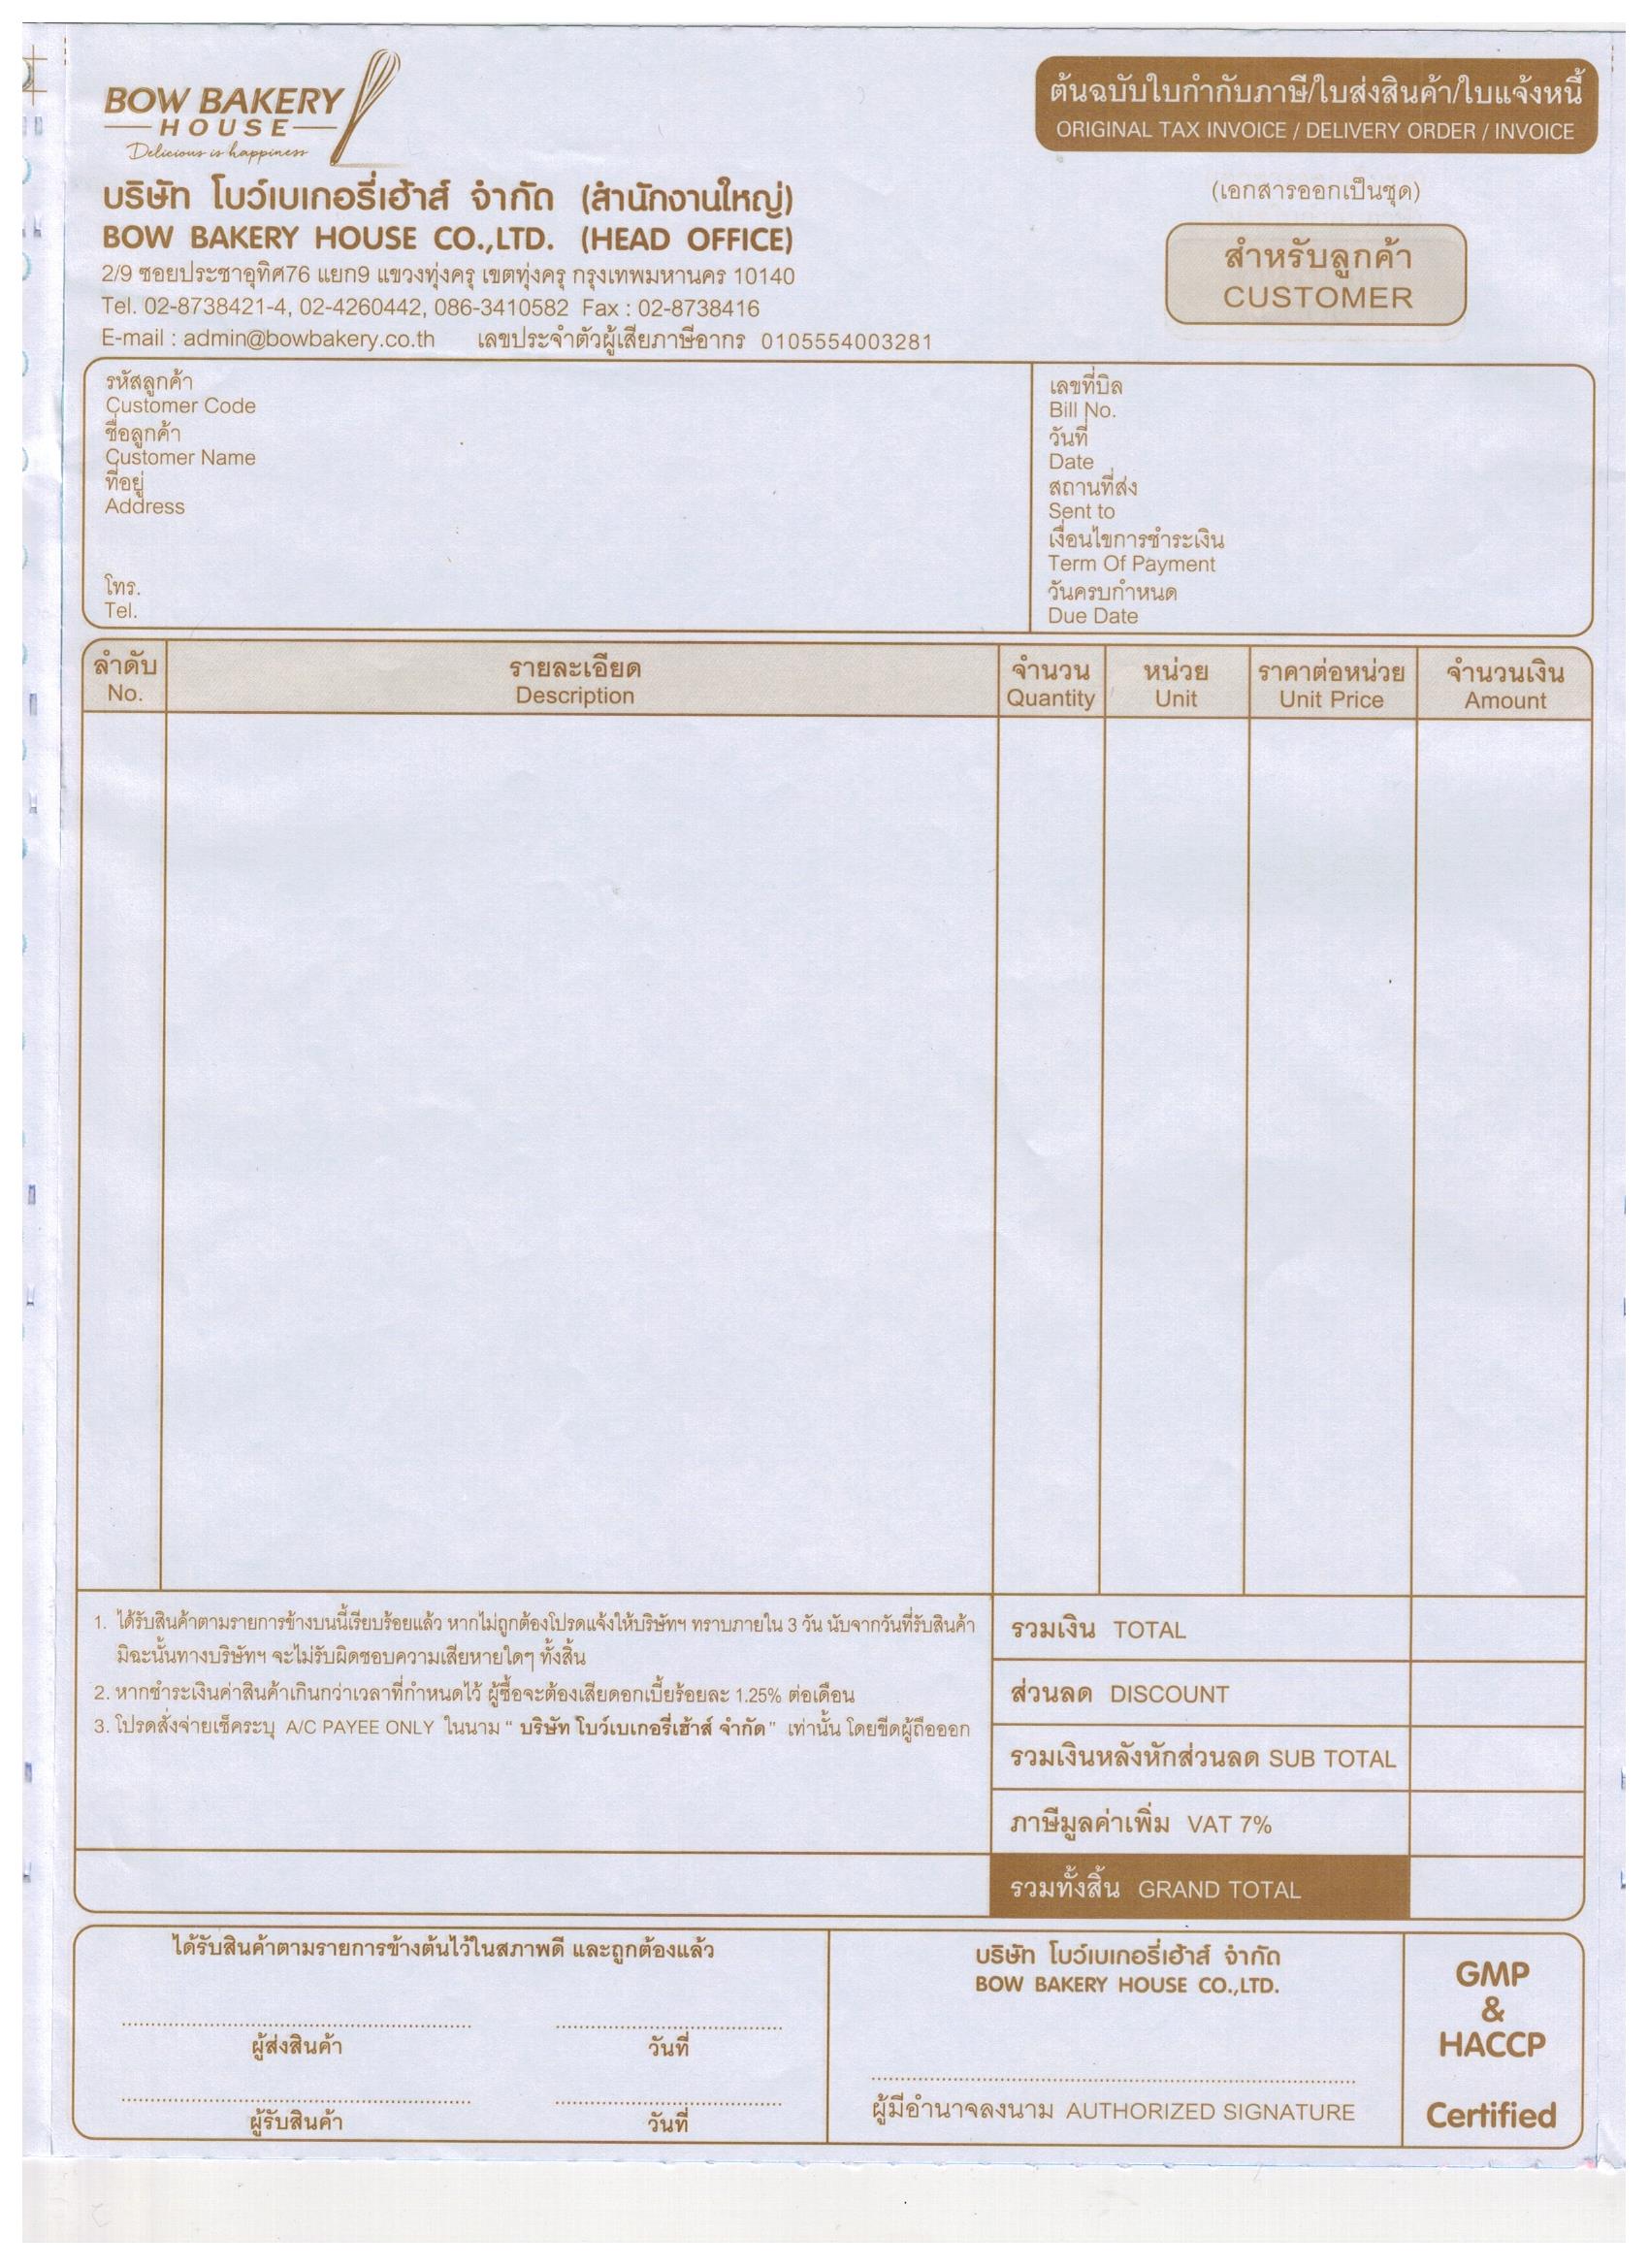 BOW BAKERY
HOUSE
Delicious is happiness
ต้นฉบับใบกำกับภาษี/ใบส่งสินค้า/ใบแจ้งหนี้
ORIGINAL TAX INVOICE / DELIVERY ORDER / INVOICE
(เอกสารออกเป็นชุด)
สำหรับลูกค้า
CUSTOMER
บริษัท โบว์เบเกอรี่เฮ้าส์ จำกัด (สำนักงานใหญ่)
BOW BAKERY HOUSE CO.,LTD. (HEAD OFFICE)
2/9 ซอยประชาอุทิศ76 แยก9 แขวงทุ่งครุ เขตทุ่งครุ กรุงเทพมหานคร 10140
Tel. 02-8738421-4, 02-4260442, 086-3410582 Fax : 02-8738416
E-mail : admin@bowbakery.co.th เลขประจำตัวผู้เสียภาษีอากร 0105554003281
รหัสลูกค้า
Customer Code
ชื่อลูกค้า
Customer Name
ที่อยู่
Address
โทร.
Tel.
เลขที่บิล
Bill No.
วันที่
Date
สถานที่ส่ง
Sent to
เงื่อนไขการชำระเงิน
Term Of Payment
วันครบกำหนด
Due Date
ลำดับ รายละเอียด จำนวน หน่วย ราคาต่อหน่วย จำนวนเงิน
No. Description Quantity Unit Unit Price Amount
1. ได้รับสินค้าตามรายการข้างบนนี้เรียบร้อยแล้ว หากไม่ถูกต้องโปรดแจ้งให้บริษัทฯ ทราบภายใน 3 วัน นับจากวันที่รับสินค้า
มิฉะนั้นทางบริษัทฯ จะไม่รับผิดชอบความเสียหายใดๆ ทั้งสิ้น
2. หากชำระเงินค่าสินค้าเกินกว่าเวลาที่กำหนดไว้ ผู้ซื้อจะต้องเสียดอกเบี้ยร้อยละ 1.25% ต่อเดือน
3. โปรดสั่งจ่ายเช็คระบุ A/C PAYEE ONLY ในนาม " บริษัท โบว์เบเกอรี่เฮ้าส์ จำกัด " เท่านั้น โดยขีดผู้ถือออก
รวมเงิน TOTAL
ส่วนลด DISCOUNT
รวมเงินหลังหักส่วนลด SUB TOTAL
ภาษีมูลค่าเพิ่ม VAT 7%
รวมทั้งสิ้น GRAND TOTAL
ได้รับสินค้าตามรายการข้างต้นไว้ในสภาพดี และถูกต้องแล้ว
ผู้ส่งสินค้า วันที่
ผู้รับสินค้า วันที่
บริษัท โบว์เบเกอรี่เฮ้าส์ จำกัด
BOW BAKERY HOUSE CO.,LTD.
ผู้มีอำนาจลงนาม AUTHORIZED SIGNATURE
GMP
&
HACCP
Certified